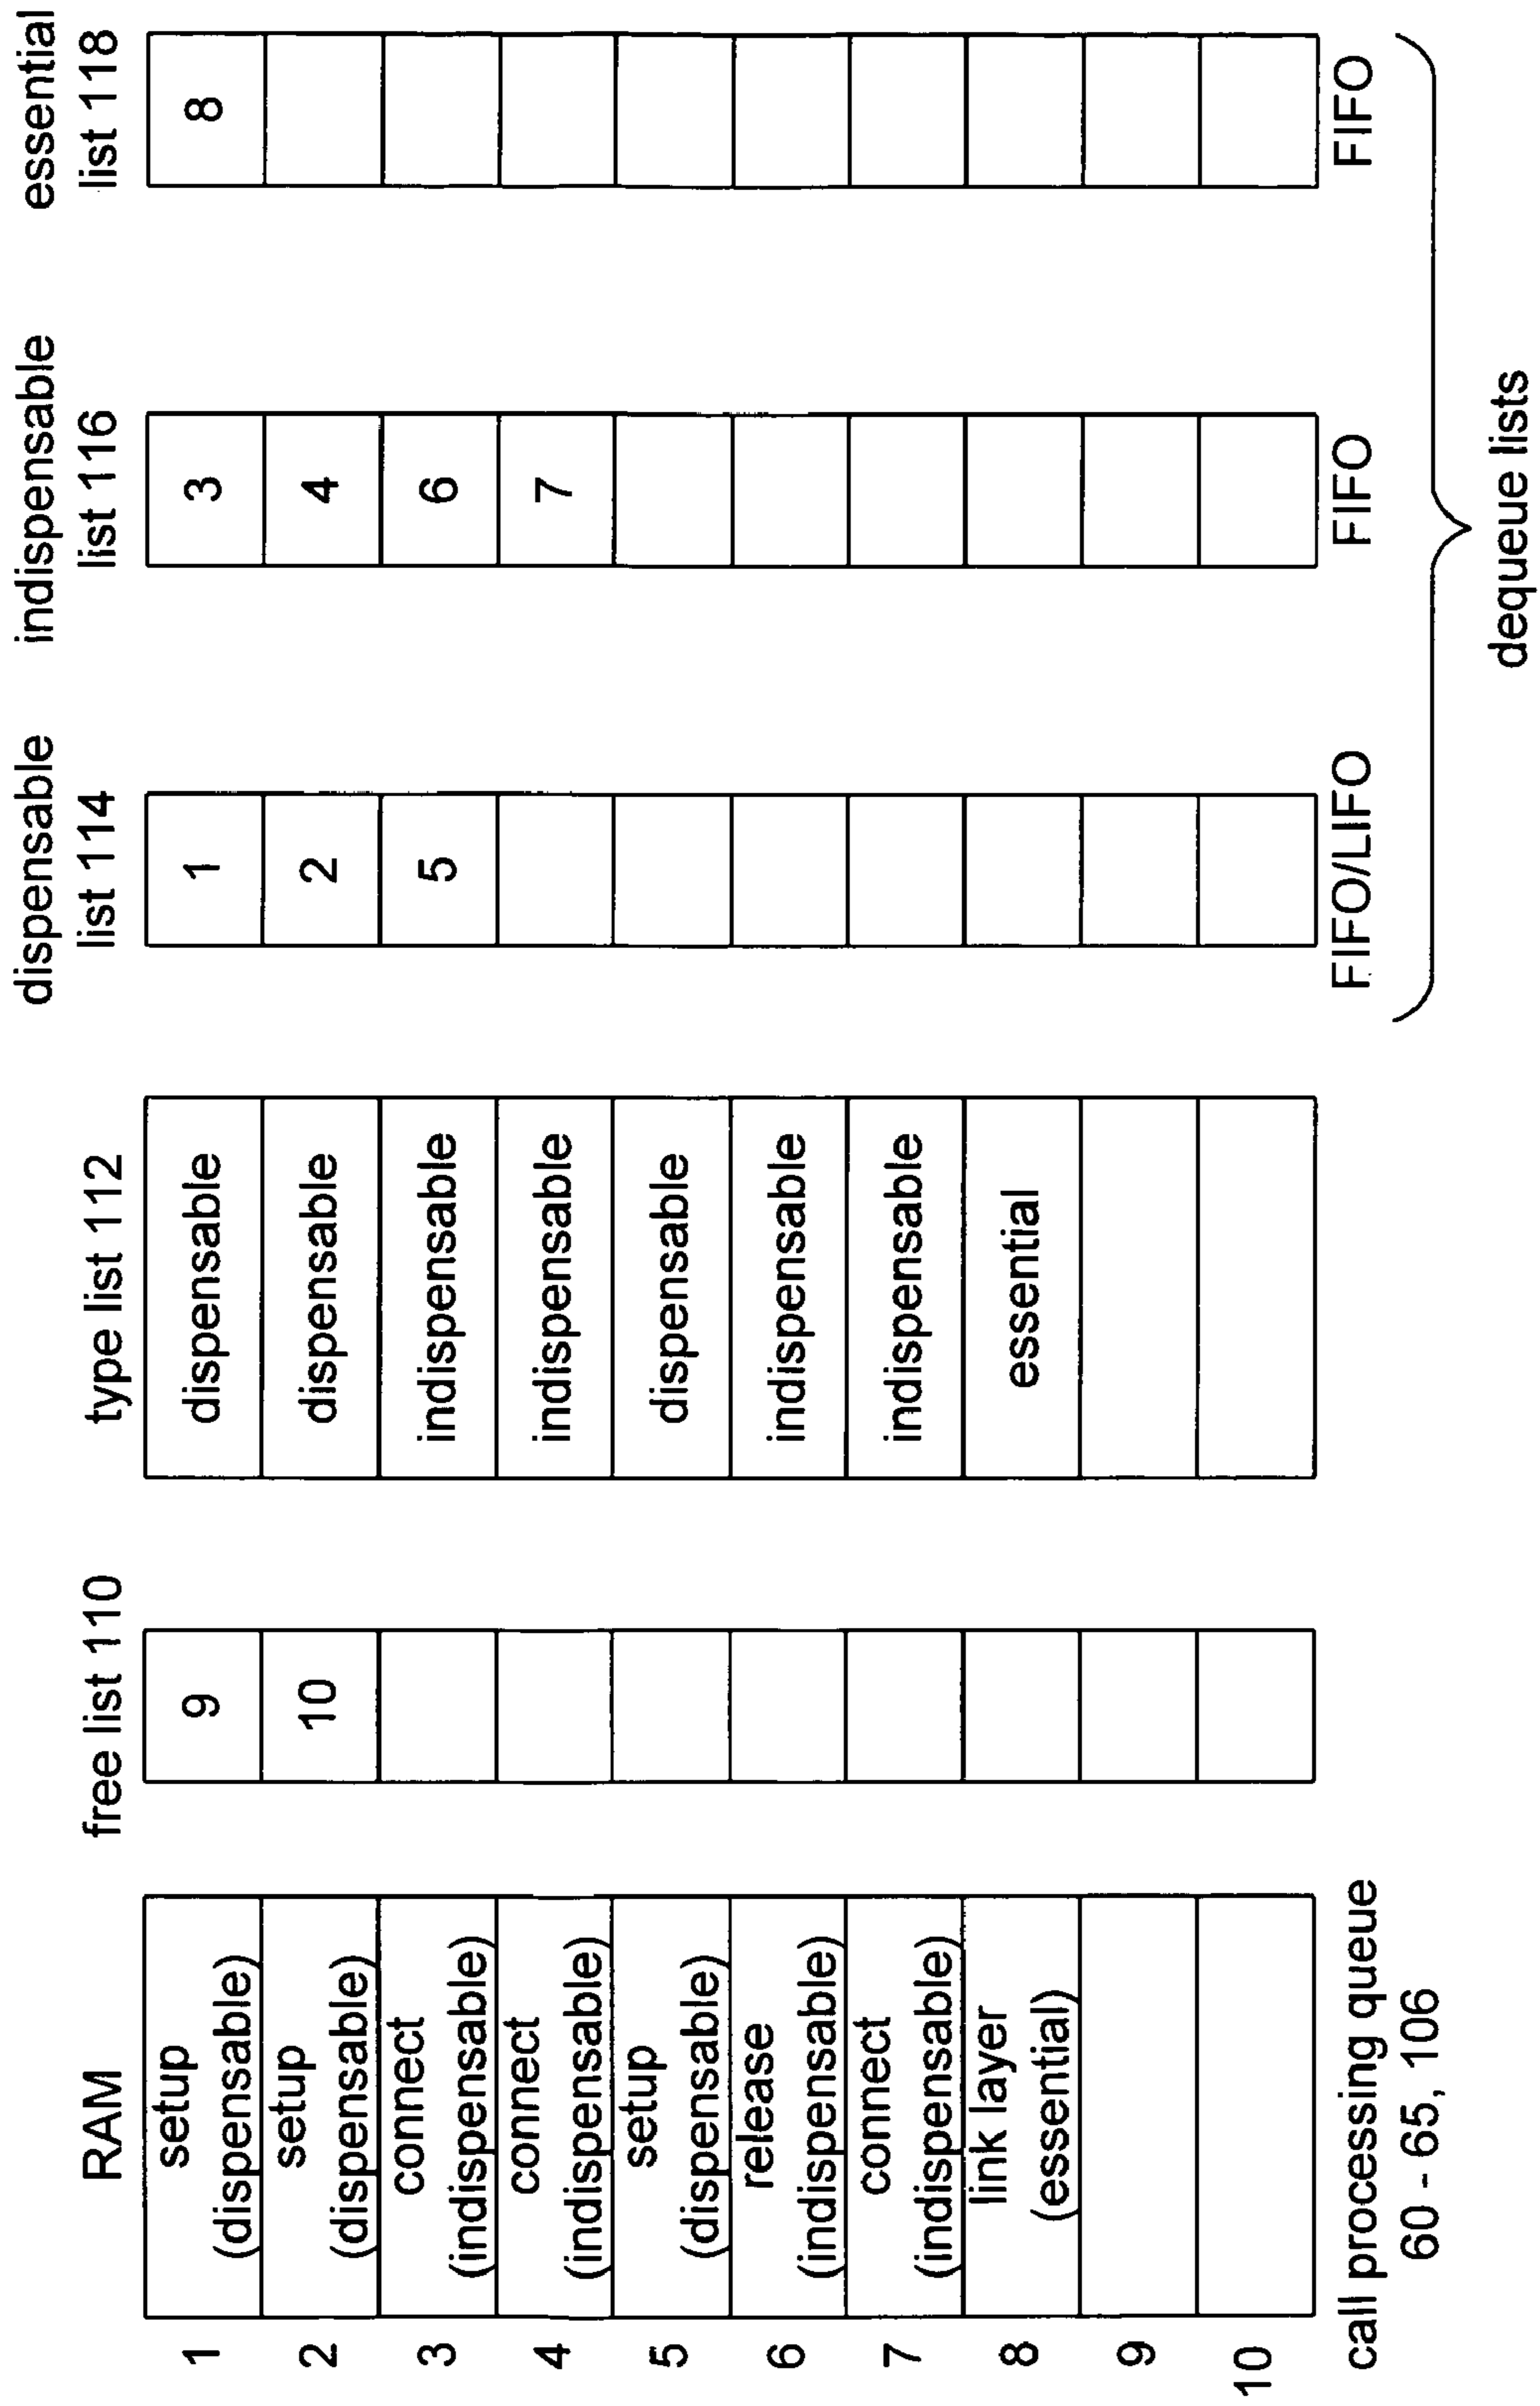 RAM
1
setup
(dispensable)
2
setup
(dispensable)
3
connect
(indispensable)
4
connect
(indispensable)
5
setup
(dispensable)
6
release
(indispensable)
7
connect
(indispensable)
8
link layer
(essential)
9
10
call processing queue
60 - 65, 106
free list 110
9
10
type list 112
dispensable
dispensable
indispensable
indispensable
dispensable
indispensable
indispensable
essential
dispensable
list 114
1
2
5
FIFO/LIFO
indispensable
list 116
3
4
6
7
FIFO
essential
list 118
8
FIFO
dequeue lists